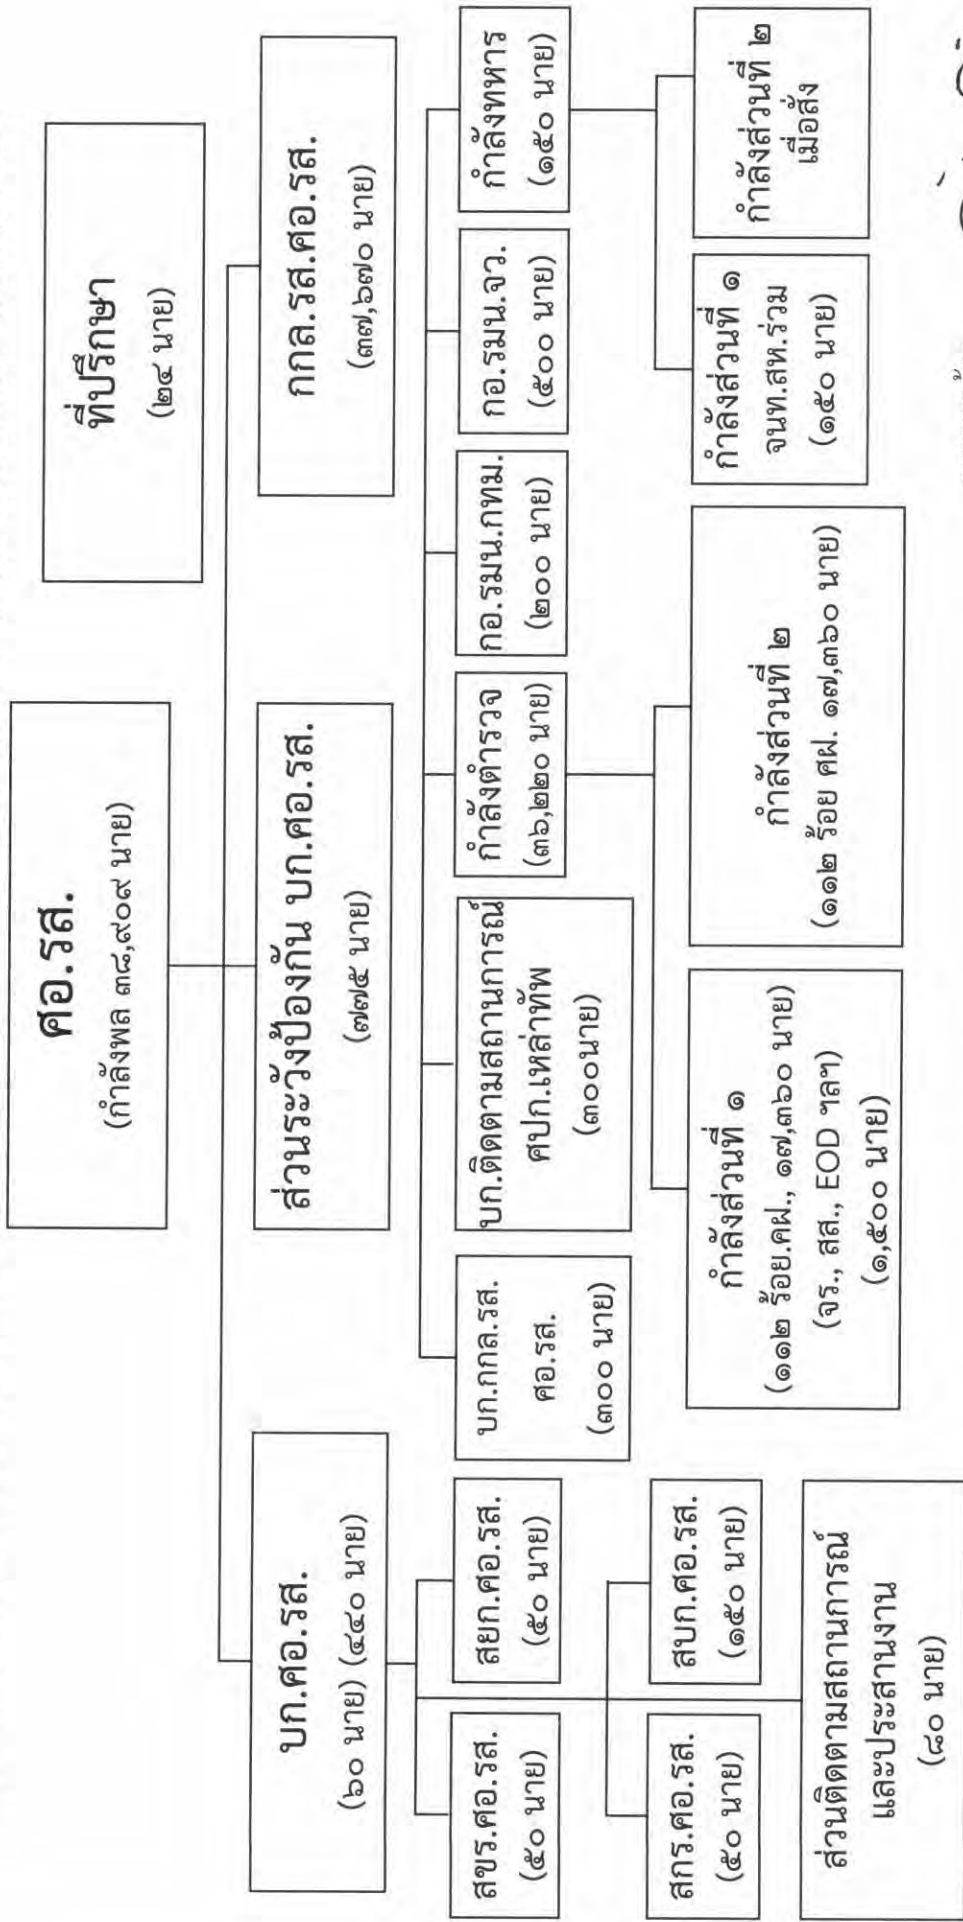 ศอ.รส.
(กำลังพล ๓๘,๙๐๙ นาย)
ที่ปรึกษา
(๒๔ นาย)
บก.ศอ.รส.
(๖๐ นาย) (๔๔๐ นาย)
ส่วนระวังป้องกัน บก.ศอ.รส.
(๗๗๕ นาย)
กกล.รส.ศอ.รส.
(๓๗,๖๗๐ นาย)
สขร.ศอ.รส.
(๕๐ นาย)
สยก.ศอ.รส.
(๕๐ นาย)
บก.กกล.รส.
ศอ.รส.
(๓๐๐ นาย)
บก.ติดตามสถานการณ์
ศปก.เหล่าทัพ
(๓๐๐นาย)
กำลังตำรวจ
(๓๖,๒๒๐ นาย)
กอ.รมน.กทม.
(๒๐๐ นาย)
กอ.รมน.จว.
(๕๐๐ นาย)
กำลังทหาร
(๑๕๐ นาย)
สกร.ศอ.รส.
(๕๐ นาย)
สบก.ศอ.รส.
(๑๕๐ นาย)
กำลังส่วนที่ ๑
(๑๑๒ ร้อย.คฝ., ๑๗,๓๖๐ นาย)
(จร., สส., EOD ฯลฯ)
(๑,๕๐๐ นาย)
กำลังส่วนที่ ๒
(๑๑๒ ร้อย คฝ. ๑๗,๓๖๐ นาย)
กำลังส่วนที่ ๑
จนท.สห.ร่วม
(๑๕๐ นาย)
กำลังส่วนที่ ๒
เมื่อสั่ง
ส่วนติดตามสถานการณ์
และประสานงาน
(๘๐ นาย)